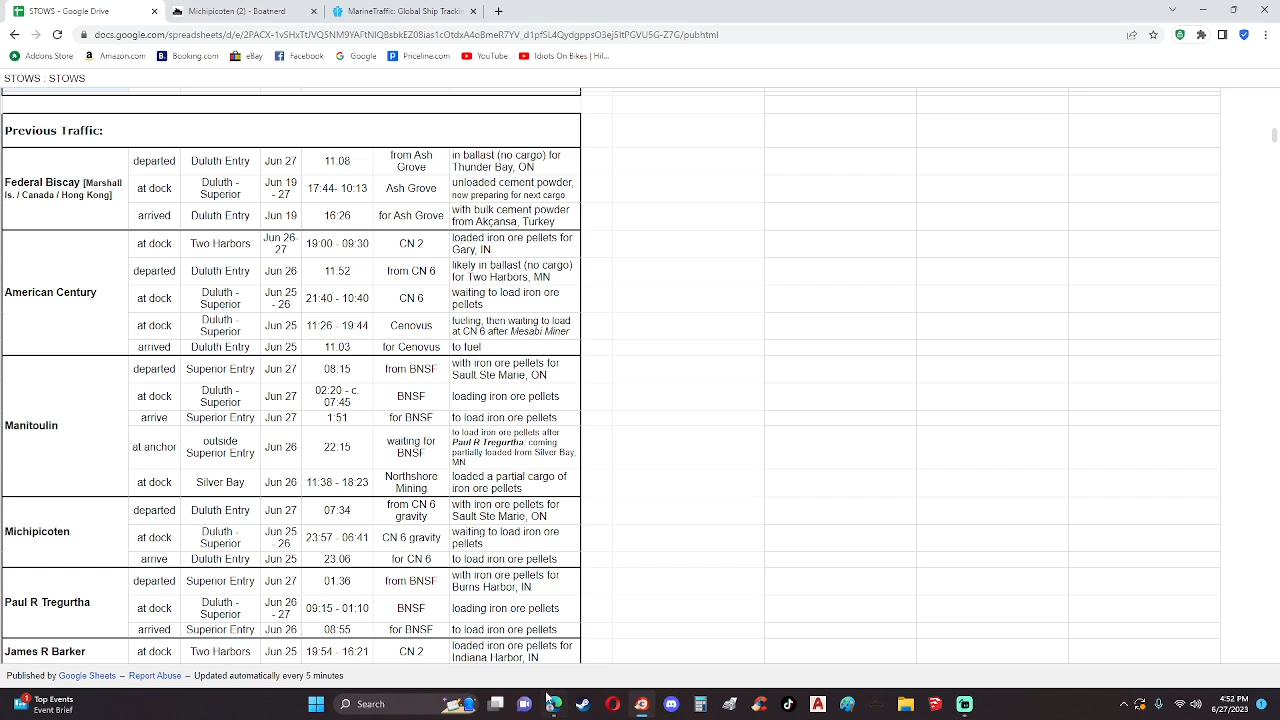 STOWS - Google Drive
Michipicoten (2) - Boatnerd
MarineTraffic: Global Ship Trackin
docs.google.com/spreadsheets/d/e/2PACX-1vSHxTtJVQ5NM9YAFtNIQBsbkEZ08ias1cOtdxA4oBmeR7YV_d1pfSL4QydgppsO3ej5ItPGVU5G-Z7G/pubhtml
Addons Store
Amazon.com
Booking.com
eBay
Facebook
Google
Priceline.com
YouTube
Idiots On Bikes | Hil...
STOWS : STOWS
Previous Traffic:
Federal Biscay [Marshall Is. / Canada / Hong Kong]
departed Duluth Entry Jun 27 11.08 from Ash Grove in ballast (no cargo) for Thunder Bay, ON
at dock Duluth - Superior Jun 19 - 27 17:44- 10:13 Ash Grove unloaded cement powder, now preparing for next cargo
arrived Duluth Entry Jun 19 16:26 for Ash Grove with bulk cement powder from Akçansa, Turkey
American Century
at dock Two Harbors Jun 26- 27 19:00 - 09:30 CN 2 loaded iron ore pellets for Gary, IN
departed Duluth Entry Jun 26 11.52 from CN 6 likely in ballast (no cargo) for Two Harbors, MN
at dock Duluth - Superior Jun 25 - 26 21:40 - 10:40 CN 6 waiting to load iron ore pellets
at dock Duluth - Superior Jun 25 11:26 - 19:44 Cenovus fueling, then waiting to load at CN 6 after Mesabi Miner
arrived Duluth Entry Jun 25 11.03 for Cenovus to fuel
Manitoulin
departed Superior Entry Jun 27 08.15 from BNSF with iron ore pellets for Sault Ste Marie, ON
at dock Duluth - Superior Jun 27 02:20 - c. 07:45 BNSF loading iron ore pellets
arrive Superior Entry Jun 27 1:51 for BNSF to load iron ore pellets
at anchor outside Superior Entry Jun 26 22.15 waiting for BNSF to load iron ore pellets after Paul R Tregurtha, coming partially loaded from Silver Bay, MN
at dock Silver Bay Jun 26 11:38 - 18:23 Northshore Mining loaded a partial cargo of iron ore pellets
Michipicoten
departed Duluth Entry Jun 27 07:34 from CN 6 gravity with iron ore pellets for Sault Ste Marie, ON
at dock Duluth - Superior Jun 25 - 26 23:57 - 06:41 CN 6 gravity waiting to load iron ore pellets
arrive Duluth Entry Jun 25 23.06 for CN 6 to load iron ore pellets
Paul R Tregurtha
departed Superior Entry Jun 27 01.36 from BNSF with iron ore pellets for Burns Harbor, IN
at dock Duluth - Superior Jun 26 - 27 09:15 - 01:10 BNSF loading iron ore pellets
arrived Superior Entry Jun 26 08:55 for BNSF to load iron ore pellets
James R Barker
at dock Two Harbors Jun 25 19:54 - 16:21 CN 2 loaded iron ore pellets for Indiana Harbor, IN
Published by Google Sheets – Report Abuse – Updated automatically every 5 minutes
1
Top Events
Event Brief
Search
4:52 PM
6/27/2023